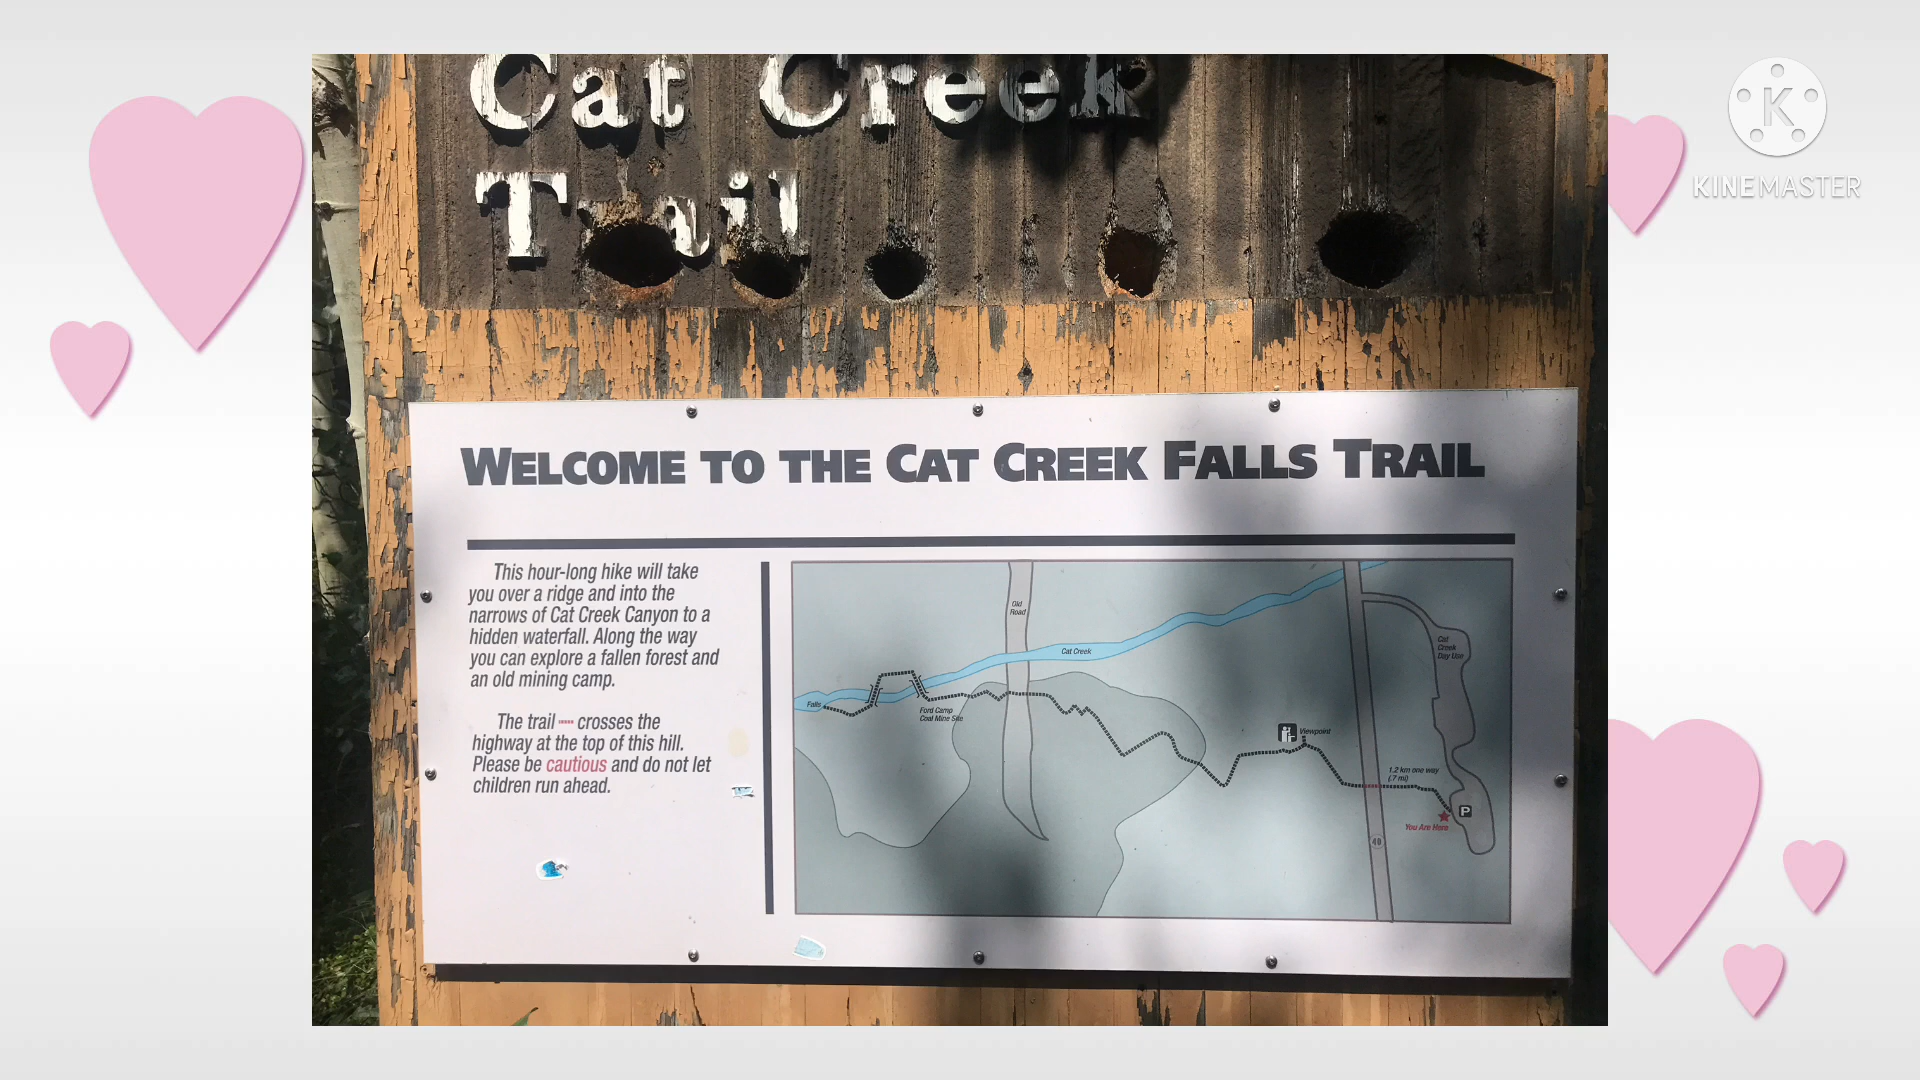 Cat Creek
Trail
K
KINEMASTER
WELCOME TO THE CAT CREEK FALLS TRAIL
This hour-long hike will take
you over a ridge and into the
narrows of Cat Creek Canyon to a
hidden waterfall. Along the way
you can explore a fallen forest and
an old mining camp.
The trail ---- crosses the
highway at the top of this hill.
Please be cautious and do not let
children run ahead.
Old
Road
Cat Creek
Cat
Creek
Day Use
Falls
Ford Camp
Coal Mine Site
Viewpoint
1.2 km one way
(.7 mi)
P
You Are Here
40